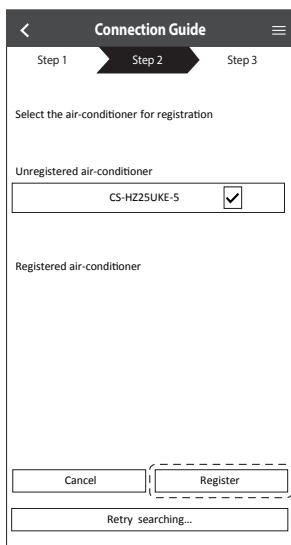 Connection Guide
Step 1 Step 2 Step 3
Select the air-conditioner for registration
Unregistered air-conditioner
CS-HZ25UKE-5
Registered air-conditioner
Cancel Register
Retry searching...